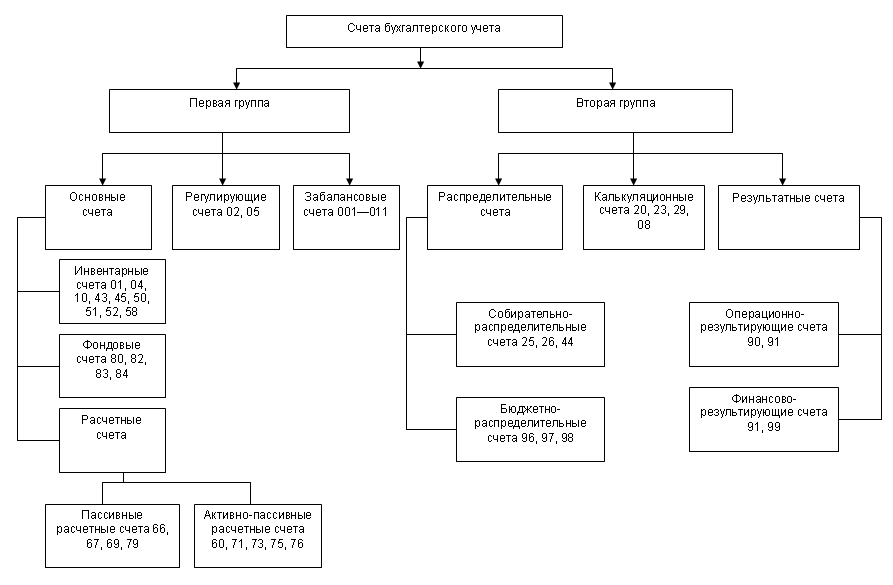 Счета бухгалтерского учета
Первая группа
Вторая группа
Основные
счета
Регулирующие
счета 02, 05
Забалансовые
счета 001—011
Распределительные
счета
Калькуляционные
счета 20, 23, 29,
08
Результатные счета
Инвентарные
счета 01, 04,
10, 43, 45, 50,
51, 52, 58
Фондовые
счета 80, 82,
83, 84
Расчетные
счета
Пассивные
расчетные счета 66,
67, 69, 79
Активно-пассивные
расчетные счета
60, 71, 73, 75, 76
Собирательно-
распределительные
счета 25, 26, 44
Бюджетно-
распределительные
счета 96, 97, 98
Операционно-
результирующие счета
90, 91
Финансово-
результирующие счета
91, 99